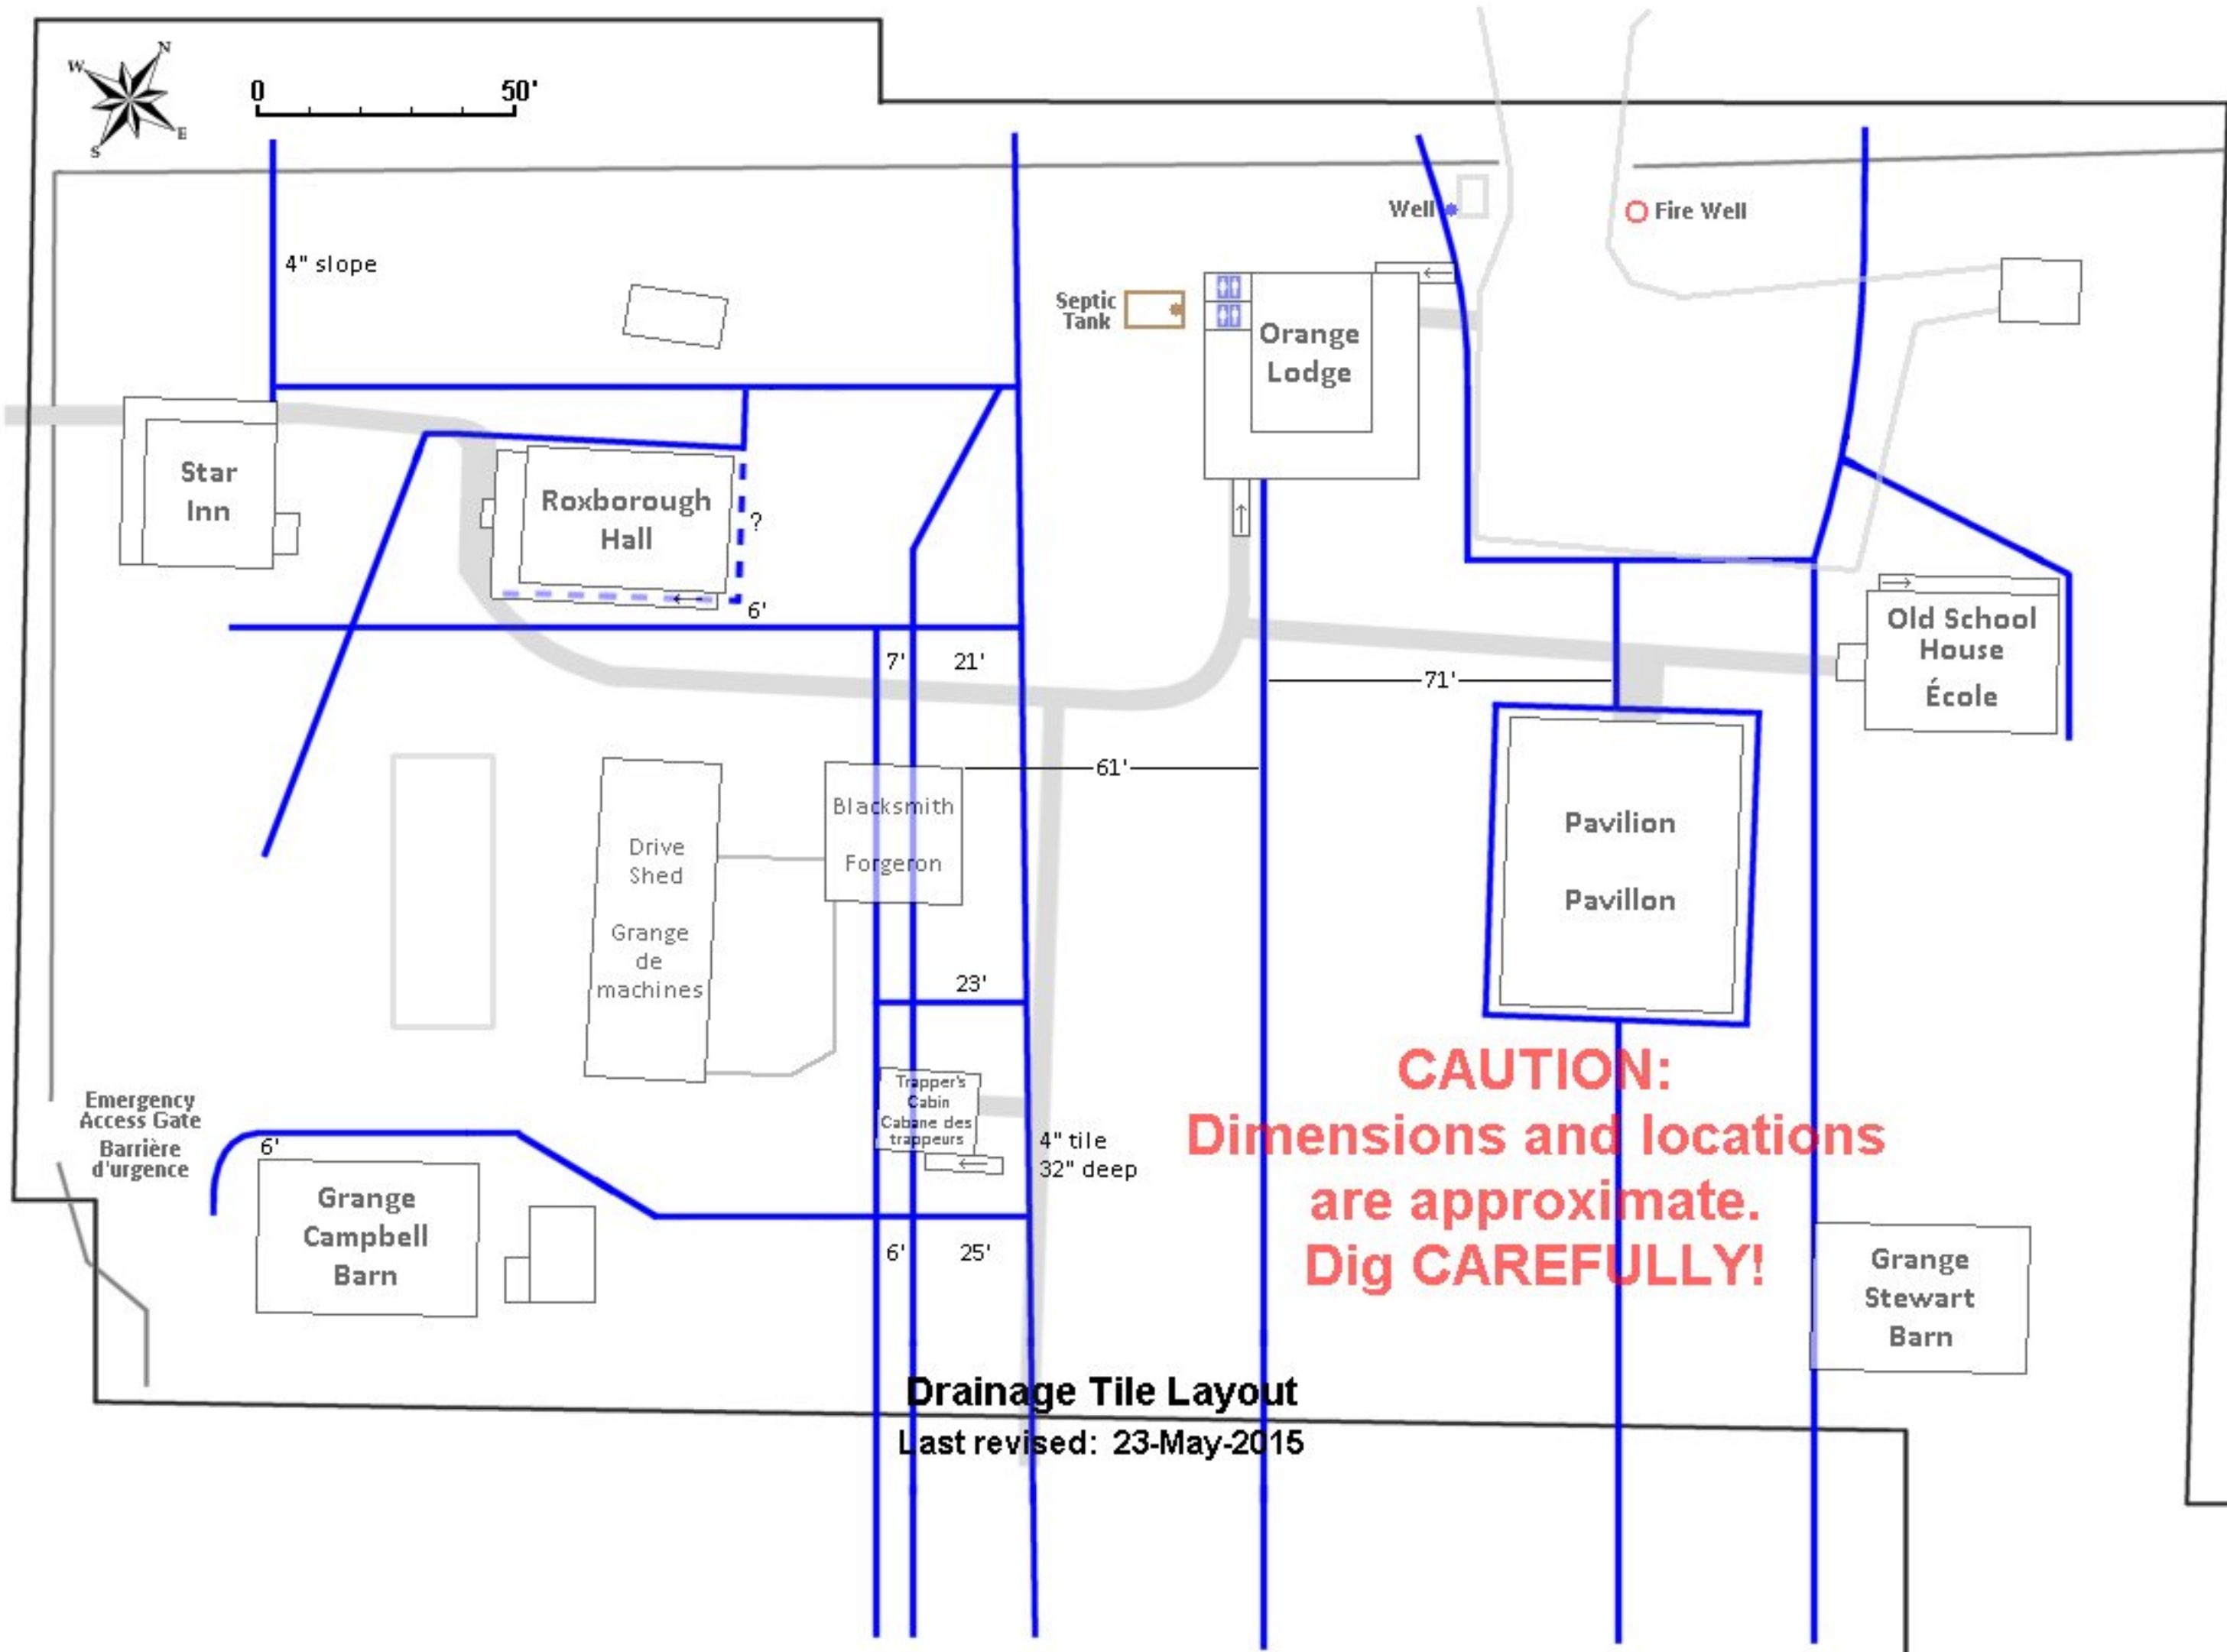 N
W
E
S
0 50'
4" slope
Well
Fire Well
Septic
Tank
Orange
Lodge
Star
Inn
Roxborough
Hall
?
6'
7' 21'
71'
Old School
House
École
61'
Drive
Shed
Grange
de
machines
Blacksmith
Forgeron
Pavilion
Pavillon
23'
Trapper's
Cabin
Cabane des
trappeurs
4" tile
32" deep
Emergency
Access Gate
Barrière
d'urgence
6'
Grange
Campbell
Barn
6' 25'
CAUTION:
Dimensions and locations
are approximate.
Dig CAREFULLY!
Grange
Stewart
Barn
Drainage Tile Layout
Last revised: 23-May-2015